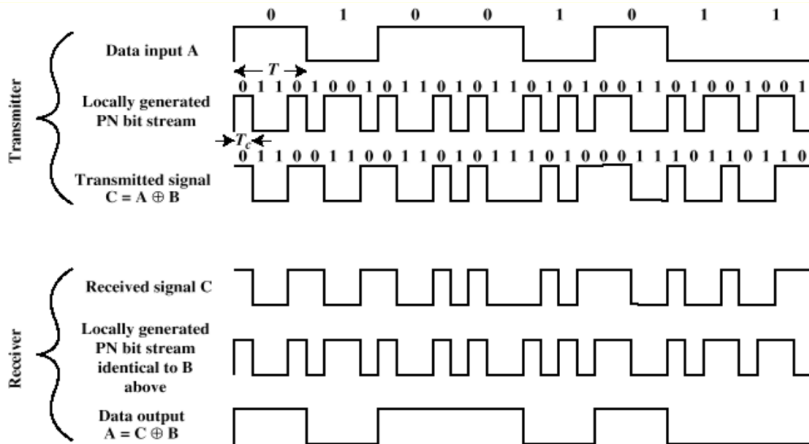 0 1 0 0 1 0 1 1
Data input A
T
0 1 1 0 1 0 0 1 0 1 1 0 1 0 1 1 0 1 0 1 0 0 1 1 0 1 0 0 1 0 0 1
Locally generated
PN bit stream
Transmitter
Tc
0 1 1 0 0 1 1 0 0 1 1 0 1 0 1 1 1 0 1 0 0 0 1 1 1 0 1 1 0 1 1 0
Transmitted signal
C = A ⊕ B
Received signal C
Receiver
Locally generated
PN bit stream
identical to B
above
Data output
A = C ⊕ B